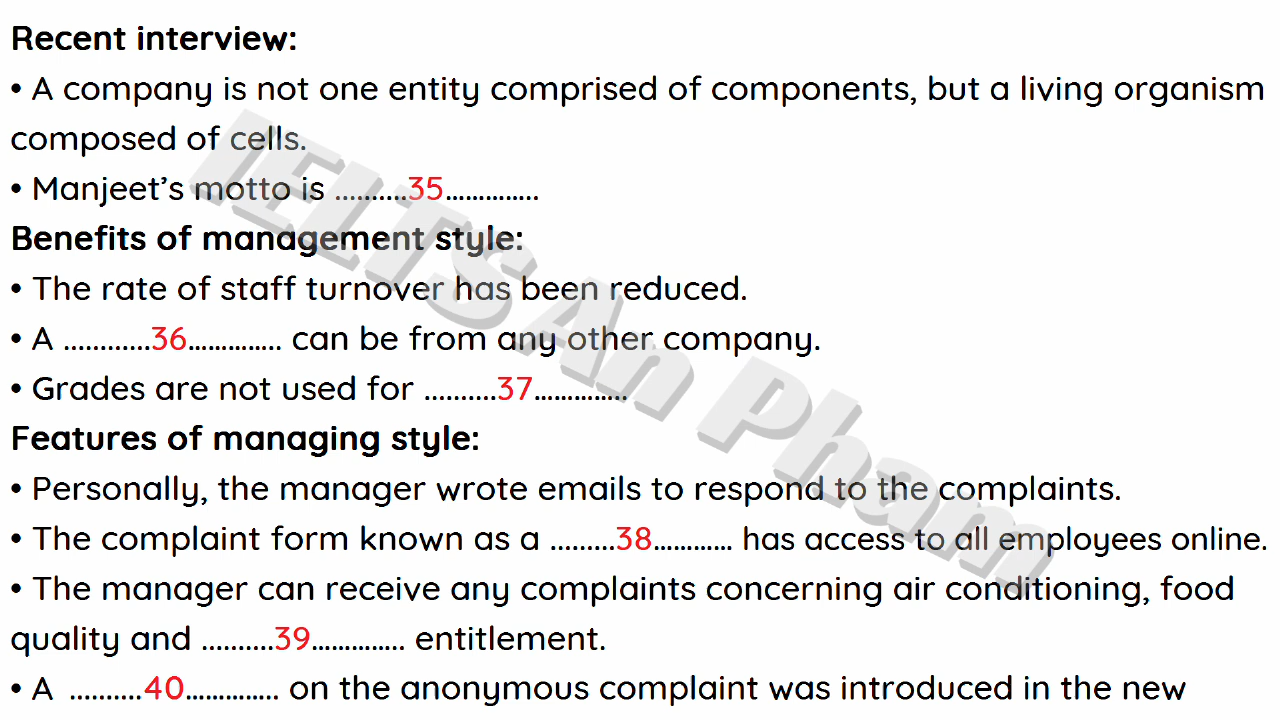 Recent interview:
• A company is not one entity comprised of components, but a living organism
composed of cells.
• Manjeet’s motto is ..........35…………..
Benefits of management style:
• The rate of staff turnover has been reduced.
• A ............36………….. can be from any other company.
• Grades are not used for ..........37…………..
Features of managing style:
• Personally, the manager wrote emails to respond to the complaints.
• The complaint form known as a .........38………… has access to all employees online.
• The manager can receive any complaints concerning air conditioning, food
quality and ..........39………….. entitlement.
• A ..........40………….. on the anonymous complaint was introduced in the new
IELTS An Pham